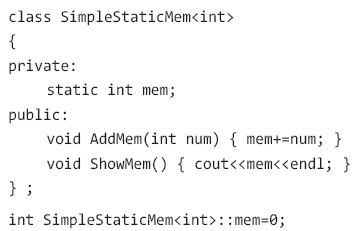 class SimpleStaticMem<int>
{
private:
    static int mem;
public:
    void AddMem(int num) { mem+=num; }
    void ShowMem() { cout<<mem<<endl; }
} ;
int SimpleStaticMem<int>::mem=0;